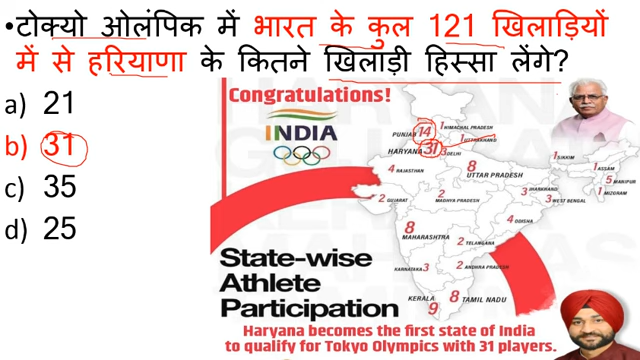 •टोक्यो ओलंपिक में भारत के कुल 121 खिलाड़ियों
में से हरियाणा के कितने खिलाड़ी हिस्सा लेंगे?
a) 21
b) 31
c) 35
d) 25
Congratulations!
INDIA
PUNJAB 14
1 HIMACHAL PRADESH
1 UTTARAKHAND
HARYANA 31
3 DELHI
4 RAJASTHAN
8
UTTAR PRADESH
1 SIKKIM
1 ASSAM
5 MANIPUR
1 MIZORAM
2 GUJARAT
2
MADHYA PRADESH
3 JHARKHAND
3 WEST BENGAL
4 ODISHA
8
MAHARASHTRA
2 TELANGANA
KARNATAKA 3
2 ANDHRA PRADESH
KERALA
9
8 TAMIL NADU
State-wise
Athlete
Participation
Haryana becomes the first state of India
to qualify for Tokyo Olympics with 31 players.